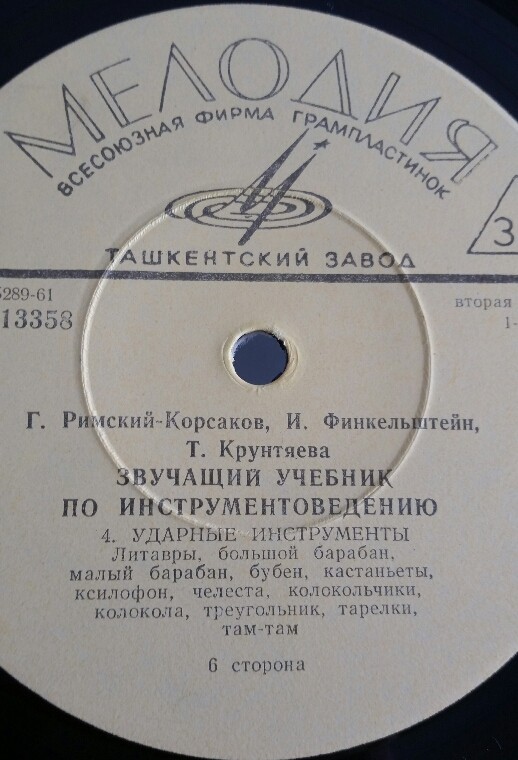 МЕЛОДИЯ
ВСЕСОЮЗНАЯ ФИРМА ГРАМПЛАСТИНОК
ТАШКЕНТСКИЙ ЗАВОД
3
5289-61
13358
вторая
1-
Г. Римский-Корсаков, И. Финкельштейн,
Т. Крунтяева
ЗВУЧАЩИЙ УЧЕБНИК
ПО ИНСТРУМЕНТОВЕДЕНИЮ
4. УДАРНЫЕ ИНСТРУМЕНТЫ
Литавры, большой барабан,
малый барабан, бубен, кастаньеты,
ксилофон, челеста, колокольчики,
колокола, треугольник, тарелки,
там-там
6 сторона